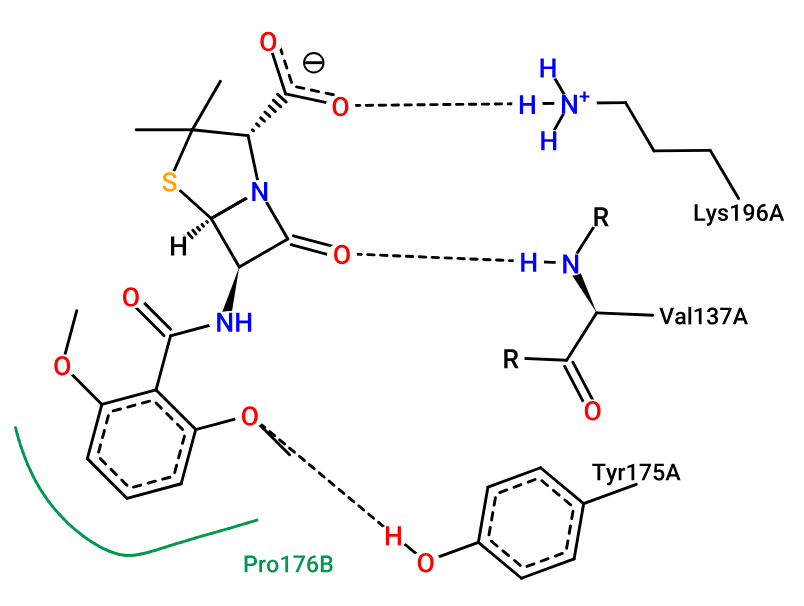 O
⊖
H
O
H
N+
H
S
N
Lys196A
R
H
O
H
N
O
NH
Val137A
O
R
O
O
Tyr175A
H
O
Pro176B